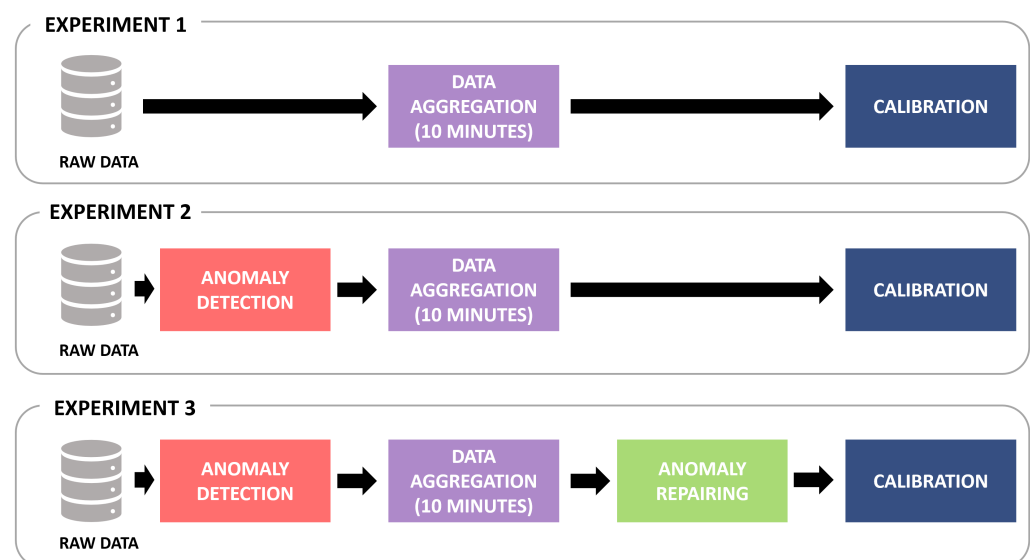 EXPERIMENT 1
RAW DATA
DATA
AGGREGATION
(10 MINUTES)
CALIBRATION
EXPERIMENT 2
RAW DATA
ANOMALY
DETECTION
DATA
AGGREGATION
(10 MINUTES)
CALIBRATION
EXPERIMENT 3
RAW DATA
ANOMALY
DETECTION
DATA
AGGREGATION
(10 MINUTES)
ANOMALY
REPAIRING
CALIBRATION